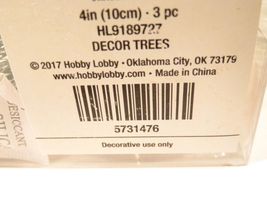 4in (10cm) · 3 pc
HL9189727
DECOR TREES
© 2017 Hobby Lobby • Oklahoma City, OK 73179
www.hobbylobby.com • Made in China
5731476
Decorative use only
DESICCANT